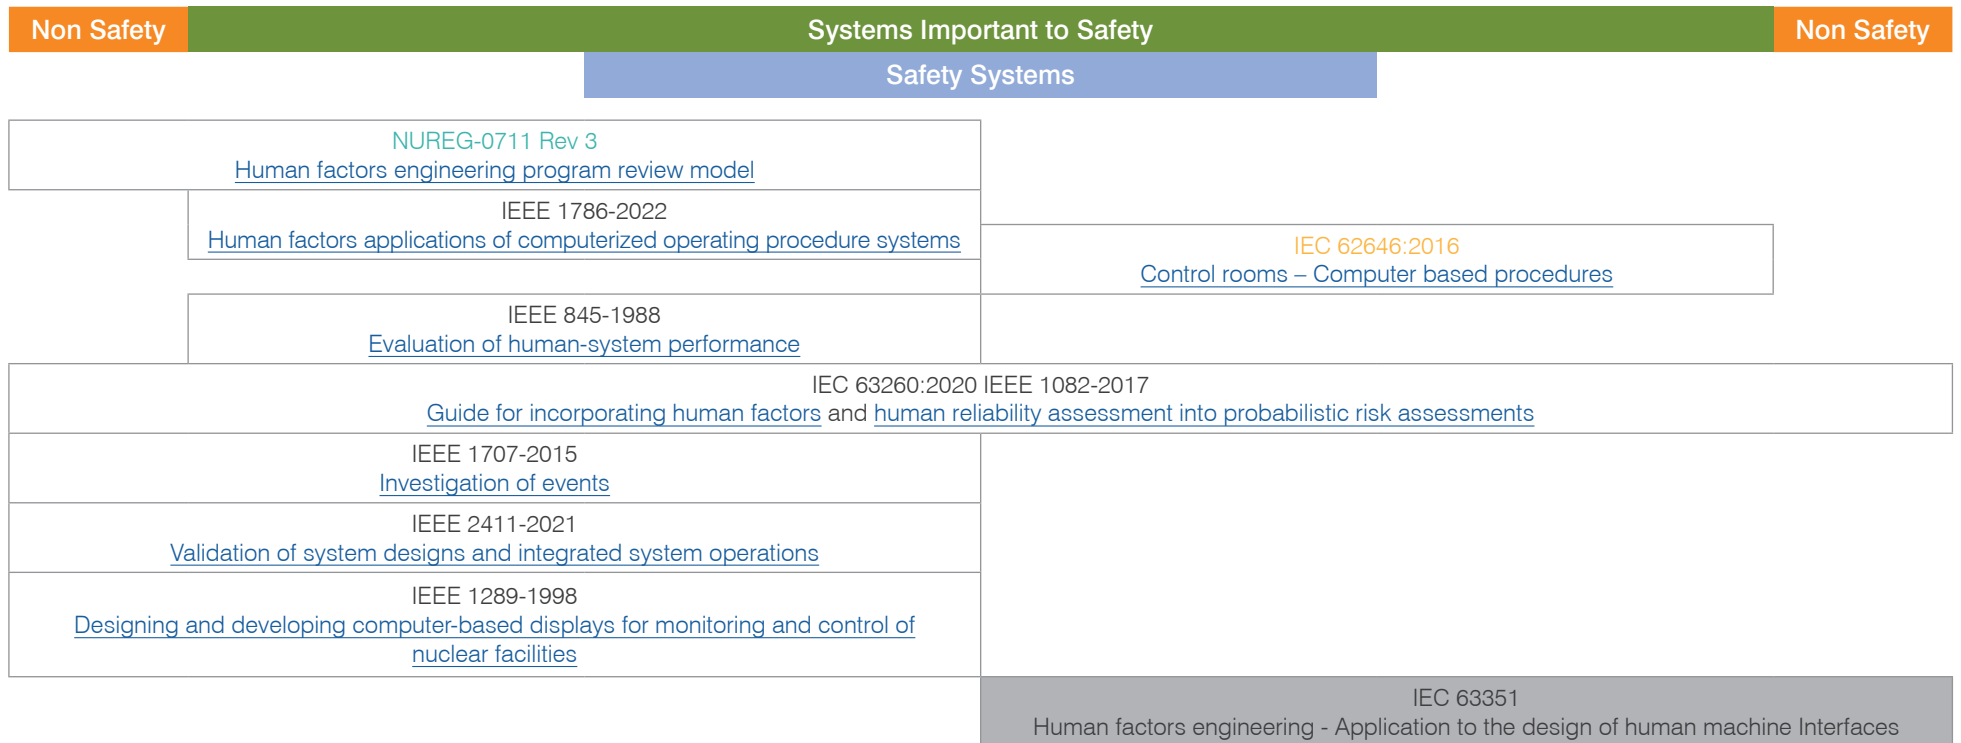 Non Safety
Systems Important to Safety
Non Safety
Safety Systems
NUREG-0711 Rev 3
Human factors engineering program review model
IEEE 1786-2022
Human factors applications of computerized operating procedure systems
IEC 62646:2016
Control rooms – Computer based procedures
IEEE 845-1988
Evaluation of human-system performance
IEC 63260:2020 IEEE 1082-2017
Guide for incorporating human factors and human reliability assessment into probabilistic risk assessments
IEEE 1707-2015
Investigation of events
IEEE 2411-2021
Validation of system designs and integrated system operations
IEEE 1289-1998
Designing and developing computer-based displays for monitoring and control of
nuclear facilities
IEC 63351
Human factors engineering - Application to the design of human machine Interfaces